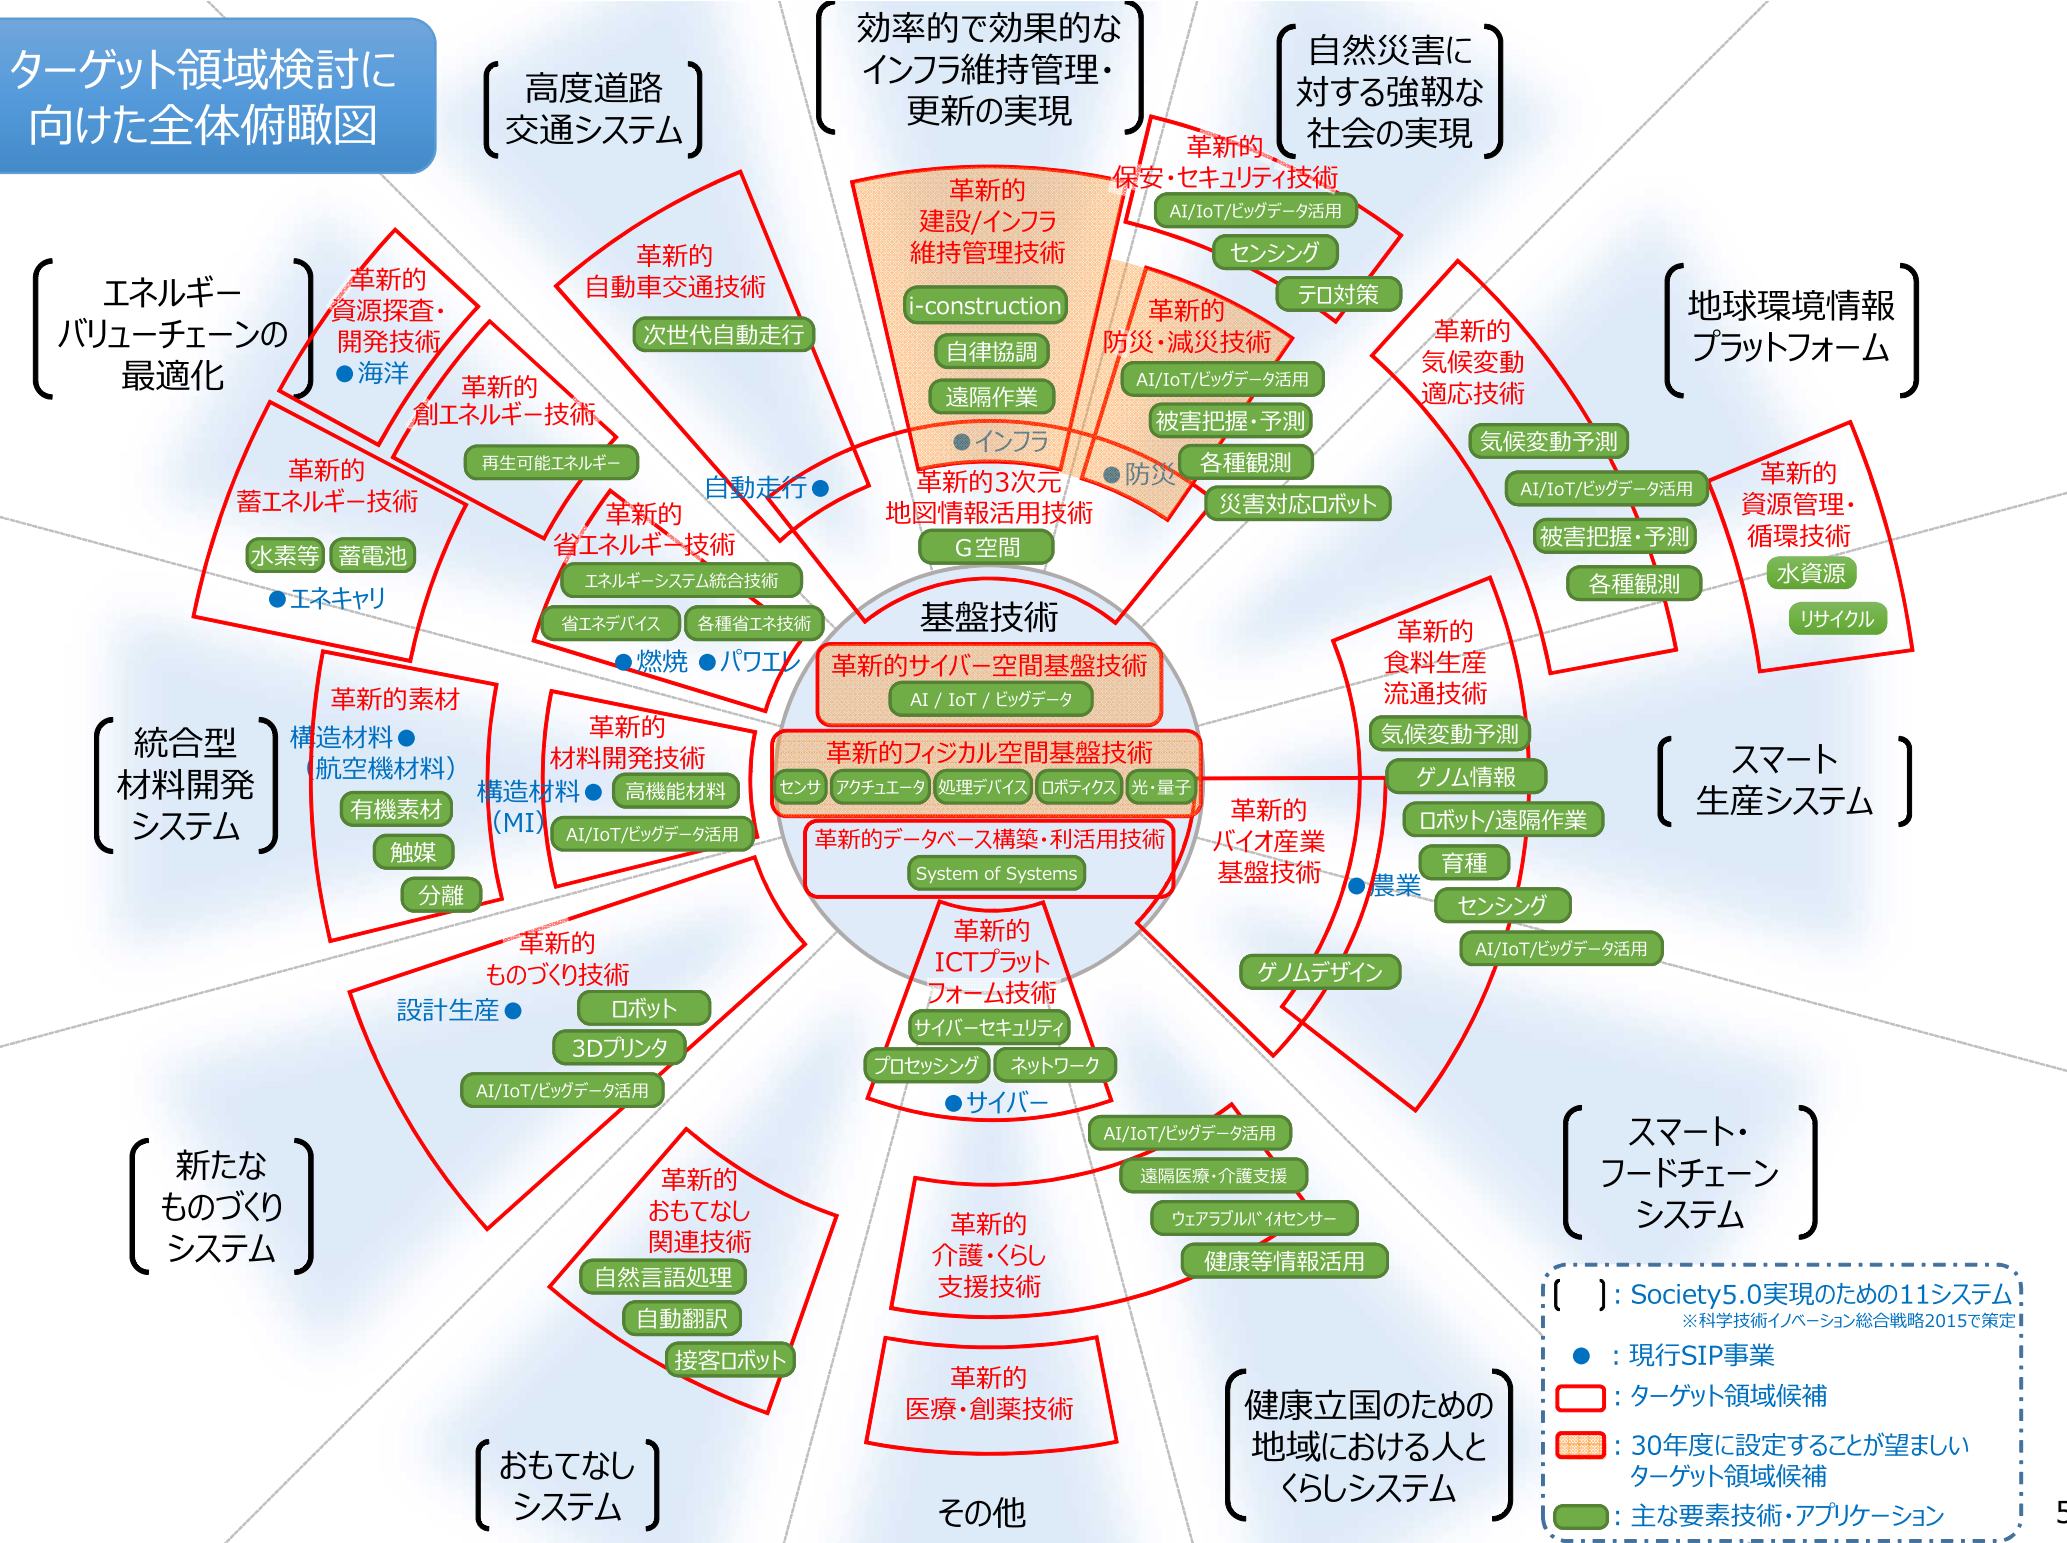 ターゲット領域検討に
向けた全体俯瞰図
高度道路
交通システム
効率的で効果的な
インフラ維持管理・
更新の実現
自然災害に
対する強靱な
社会の実現
エネルギー
バリューチェーンの
最適化
地球環境情報
プラットフォーム
革新的
資源探査・
開発技術
●海洋
革新的
創エネルギー技術
再生可能エネルギー
革新的
蓄エネルギー技術
水素等 蓄電池
●エネキャリ
革新的
省エネルギー技術
エネルギーシステム統合技術
省エネデバイス 各種省エネ技術
●燃焼 ●パワエレ
革新的
自動車交通技術
次世代自動走行
自動走行●
革新的
建設/インフラ
維持管理技術
i-construction
自律協調
遠隔作業
●インフラ
革新的3次元
地図情報活用技術
G空間
革新的
保安・セキュリティ技術
AI/IoT/ビッグデータ活用
センシング
テロ対策
革新的
防災・減災技術
AI/IoT/ビッグデータ活用
被害把握・予測
各種観測
●防災
災害対応ロボット
革新的
気候変動
適応技術
気候変動予測
AI/IoT/ビッグデータ活用
被害把握・予測
各種観測
革新的
資源管理・
循環技術
水資源
リサイクル
基盤技術
革新的サイバー空間基盤技術
AI / IoT / ビッグデータ
革新的フィジカル空間基盤技術
センサ アクチュエータ 処理デバイス ロボティクス 光・量子
革新的データベース構築・利活用技術
System of Systems
革新的
ICTプラット
フォーム技術
サイバーセキュリティ
プロセッシング ネットワーク
●サイバー
統合型
材料開発
システム
革新的素材
構造材料●
（航空機材料）
有機素材
触媒
分離
革新的
材料開発技術
構造材料●
（MI）
高機能材料
AI/IoT/ビッグデータ活用
革新的
食料生産
流通技術
気候変動予測
ゲノム情報
ロボット/遠隔作業
育種
センシング
AI/IoT/ビッグデータ活用
革新的
バイオ産業
基盤技術
●農業
ゲノムデザイン
スマート
生産システム
革新的
ものづくり技術
設計生産●
ロボット
3Dプリンタ
AI/IoT/ビッグデータ活用
新たな
ものづくり
システム
革新的
おもてなし
関連技術
自然言語処理
自動翻訳
接客ロボット
おもてなし
システム
AI/IoT/ビッグデータ活用
遠隔医療・介護支援
ウェアラブルバイオセンサー
健康等情報活用
革新的
介護・くらし
支援技術
革新的
医療・創薬技術
その他
健康立国のための
地域における人と
くらしシステム
スマート・
フードチェーン
システム
：Society5.0実現のための11システム
※科学技術イノベーション総合戦略2015で策定
●：現行SIP事業
：ターゲット領域候補
：30年度に設定することが望ましい
ターゲット領域候補
：主な要素技術・アプリケーション
5